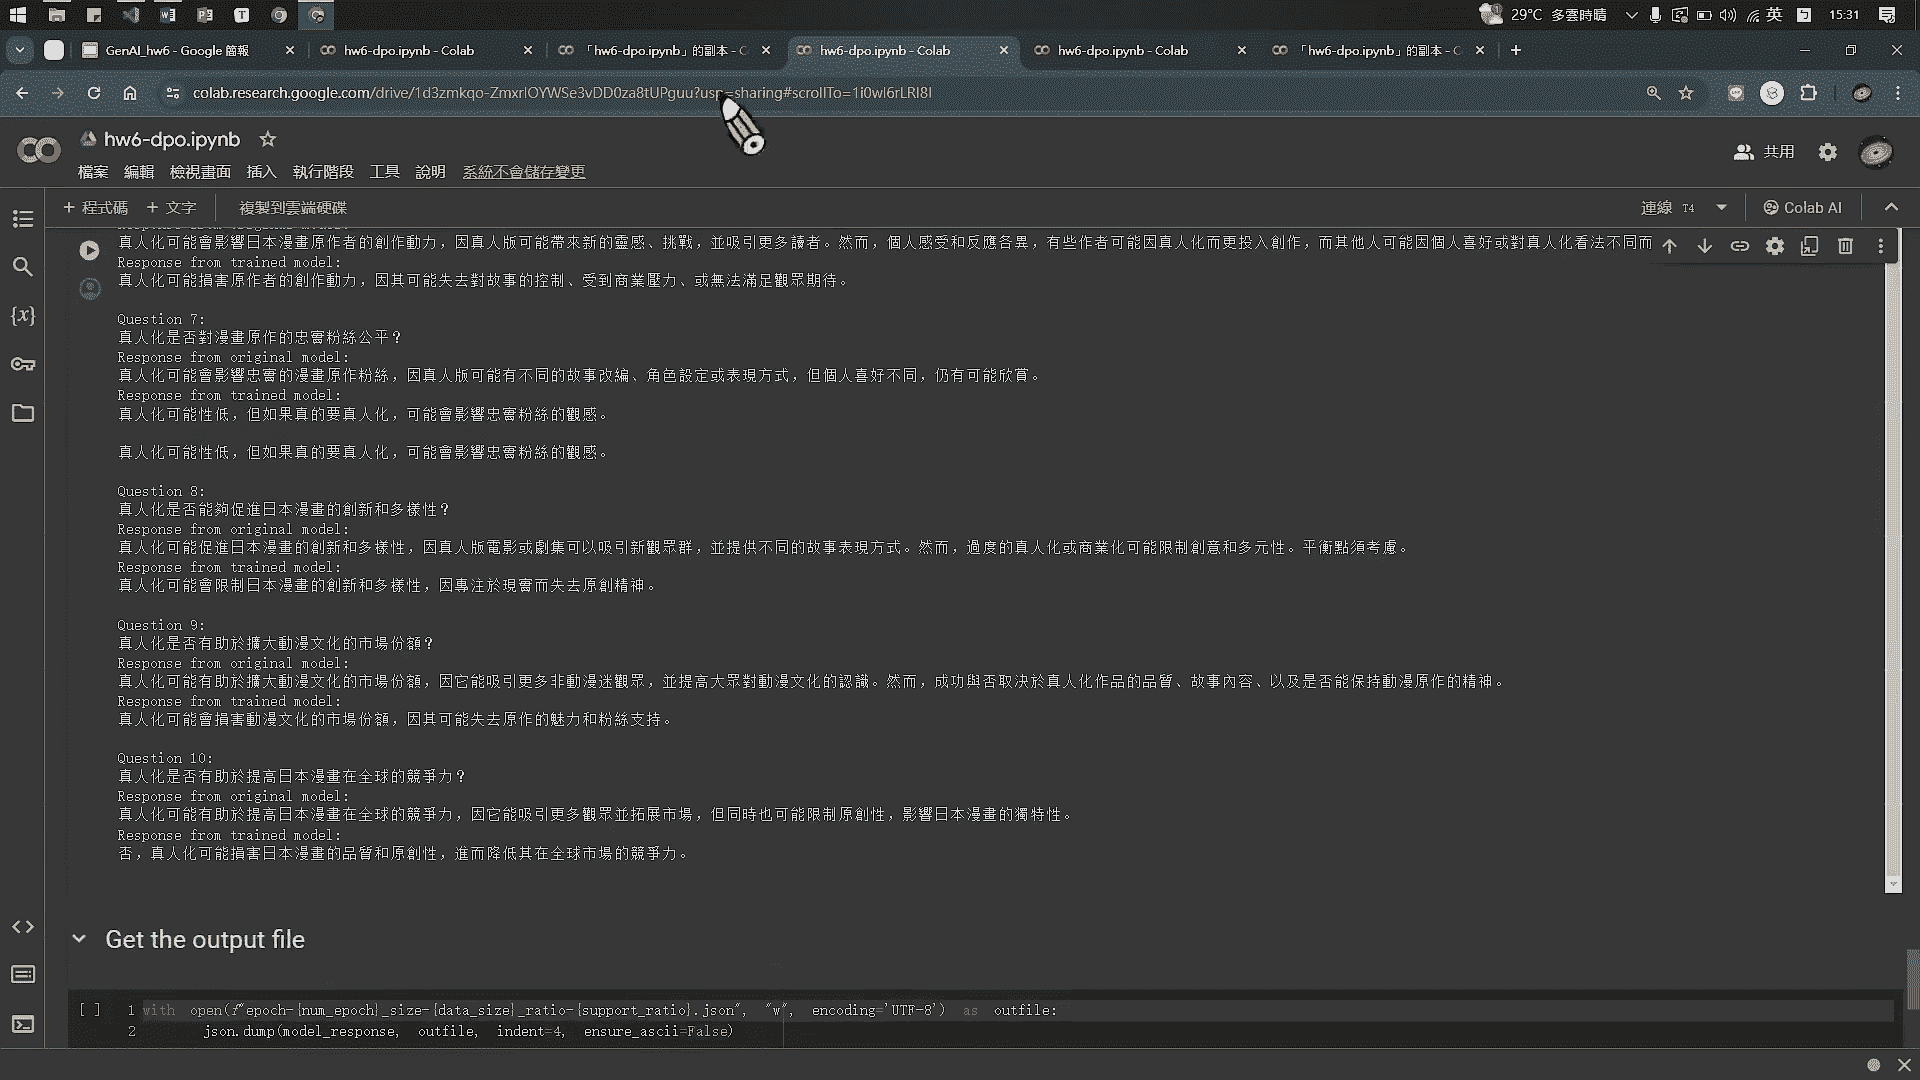 29°C 多雲時晴
英
15:31
GenAI_hw6 - Google 簡報
hw6-dpo.ipynb - Colab
「hw6-dpo.ipynb」的副本 - C
hw6-dpo.ipynb - Colab
hw6-dpo.ipynb - Colab
「hw6-dpo.ipynb」的副本 - C
hw6-dpo.ipynb
檔案 編輯 檢視畫面 插入 執行階段 工具 說明 系統不會儲存變更
共用
+ 程式碼 + 文字 複製到雲端硬碟
連線 T4
Colab AI
真人化可能會影響日本漫畫原作者的創作動力，因真人版可能帶來新的靈感、挑戰，並吸引更多讀者。然而，個人感受和反應各異，有些作者可能因真人化而更投入創作，而其他人可能因個人喜好或對真人化看法不同而
Response from trained model:
真人化可能損害原作者的創作動力，因其可能失去對故事的控制、受到商業壓力、或無法滿足觀眾期待。
Question 7:
真人化是否對漫畫原作的忠實粉絲公平？
Response from original model:
真人化可能會影響忠實的漫畫原作粉絲，因真人版可能有不同的故事改編、角色設定或表現方式，但個人喜好不同，仍有可能欣賞。
Response from trained model:
真人化可能性低，但如果真的要真人化，可能會影響忠實粉絲的觀感。
真人化可能性低，但如果真的要真人化，可能會影響忠實粉絲的觀感。
Question 8:
真人化是否能夠促進日本漫畫的創新和多樣性？
Response from original model:
真人化可能促進日本漫畫的創新和多樣性，因真人版電影或劇集可以吸引新觀眾群，並提供不同的故事表現方式。然而，過度的真人化或商業化可能限制創意和多元性。平衡點須考慮。
Response from trained model:
真人化可能會限制日本漫畫的創新和多樣性，因專注於現實而失去原創精神。
Question 9:
真人化是否有助於擴大動漫文化的市場份額？
Response from original model:
真人化可能有助於擴大動漫文化的市場份額，因它能吸引更多非動漫迷觀眾，並提高大眾對動漫文化的認識。然而，成功與否取決於真人化作品的品質、故事內容、以及是否能保持動漫原作的精神。
Response from trained model:
真人化可能會損害動漫文化的市場份額，因其可能失去原作的魅力和粉絲支持。
Question 10:
真人化是否有助於提高日本漫畫在全球的競爭力？
Response from original model:
真人化可能有助於提高日本漫畫在全球的競爭力，因它能吸引更多觀眾並拓展市場，但同時也可能限制原創性，影響日本漫畫的獨特性。
Response from trained model:
否，真人化可能損害日本漫畫的品質和原創性，進而降低其在全球市場的競爭力。
Get the output file
[ ] 1 with open(f"epoch-{num_epoch}_size-{data_size}_ratio-{support_ratio}.json", "w", encoding='UTF-8') as outfile:
2 json.dump(model_response, outfile, indent=4, ensure_ascii=False)